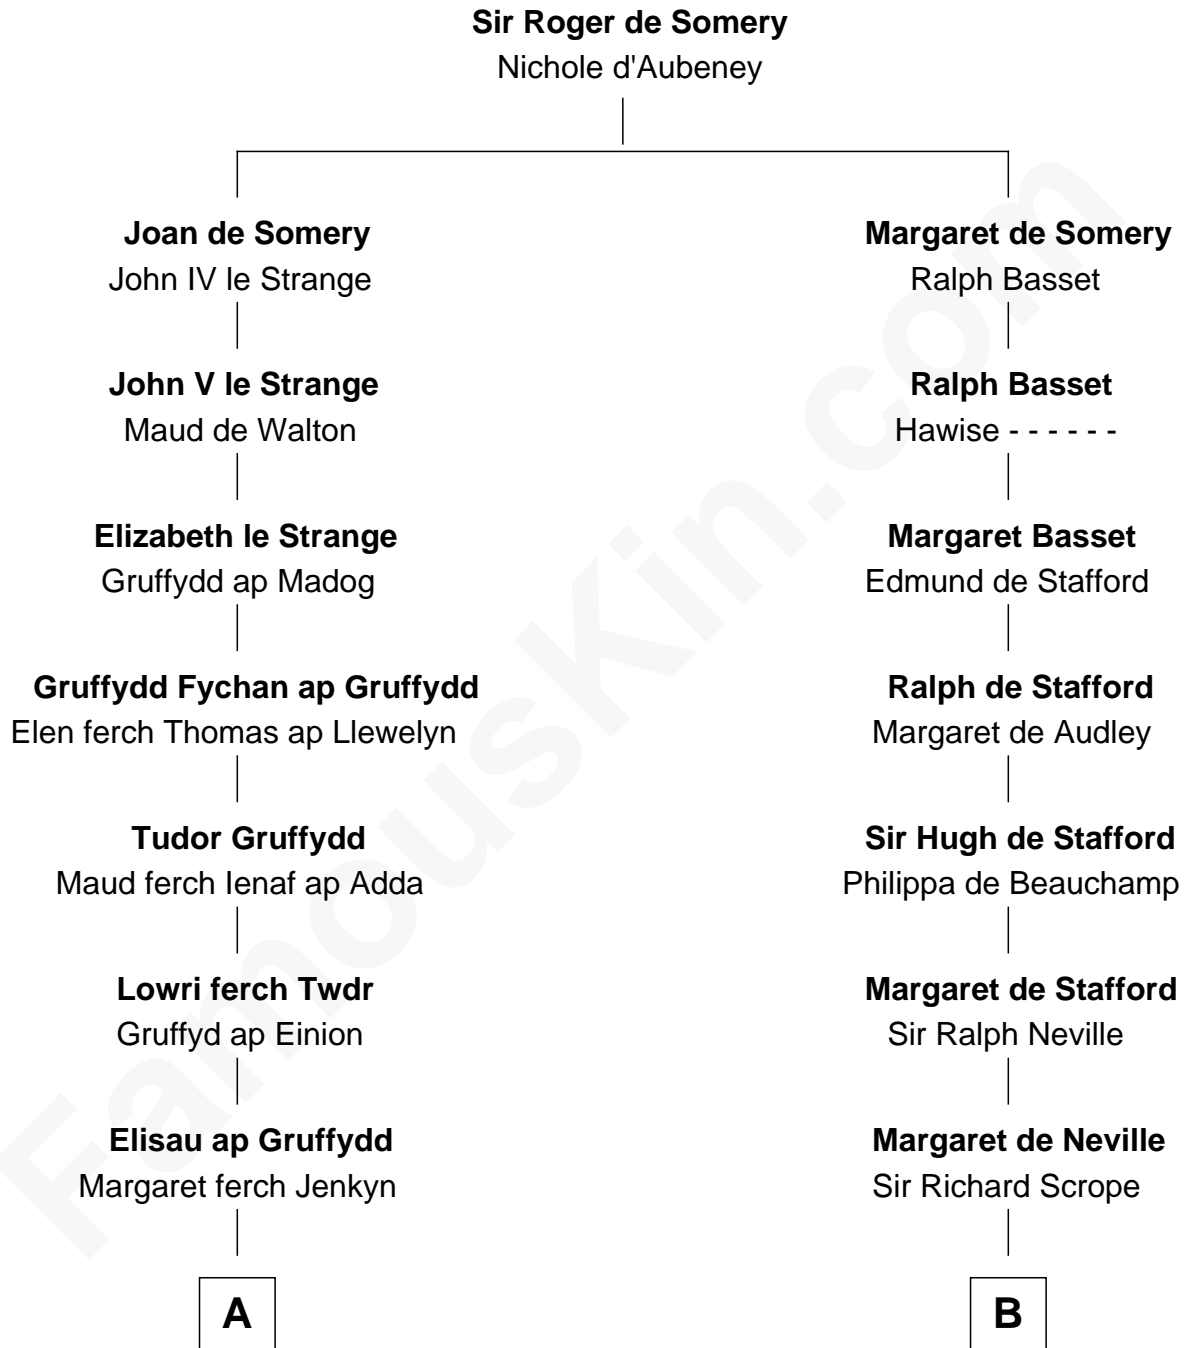 Sir Roger de Somery
Nichole d'Aubeney
Joan de Somery
John IV le Strange
John V le Strange
Maud de Walton
Elizabeth le Strange
Gruffydd ap Madog
Gruffydd Fychan ap Gruffydd
Elen ferch Thomas ap Llewelyn
Tudor Gruffydd
Maud ferch Ienaf ap Adda
Lowri ferch Twdr
Gruffyd ap Einion
Elisau ap Gruffydd
Margaret ferch Jenkyn
A
Margaret de Somery
Ralph Basset
Ralph Basset
Hawise - - - - - -
Margaret Basset
Edmund de Stafford
Ralph de Stafford
Margaret de Audley
Sir Hugh de Stafford
Philippa de Beauchamp
Margaret de Stafford
Sir Ralph Neville
Margaret de Neville
Sir Richard Scrope
B
FamousKin.com